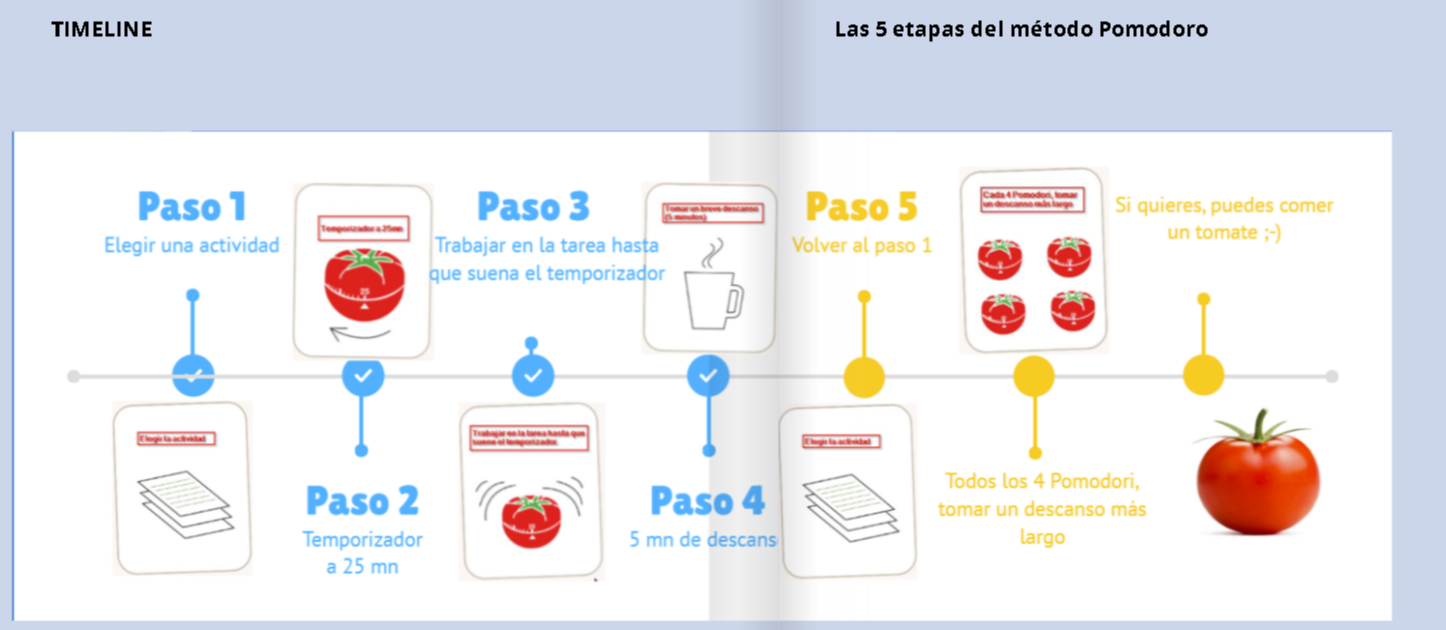 TIMELINE
Las 5 etapas del método Pomodoro
Paso 1
Elegir una actividad
Temporizador a 25mn
25
Paso 3
Trabajar en la tarea hasta
que suena el temporizador
Tomar un breve descanso
(5 minutos)
Paso 5
Volver al paso 1
Cada 4 Pomodori, tomar
un descanso más largo
Si quieres, puedes comer
un tomate ;-)
Elegir la actividad
Paso 2
Temporizador
a 25 mn
Trabajar en la tarea hasta que
suene el temporizador.
Paso 4
5 mn de descans
Elegir la actividad
Todos los 4 Pomodori,
tomar un descanso más
largo